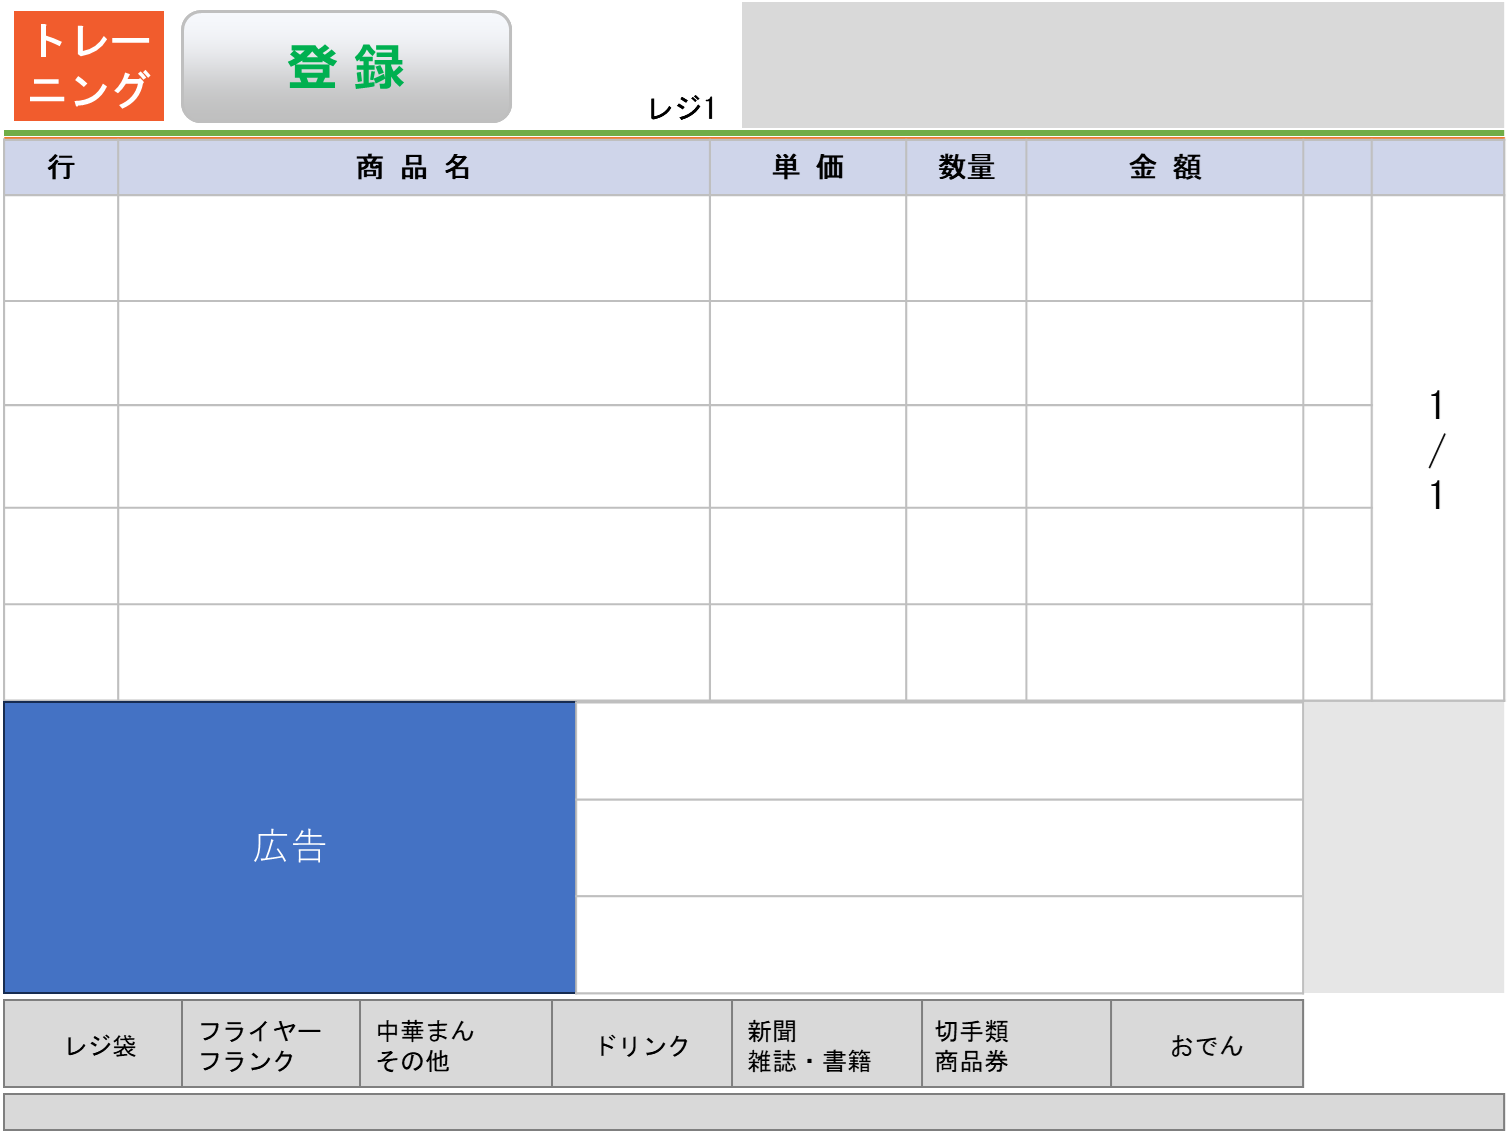 トレー
ニング
登 録
レジ1
行 商 品 名 単 価 数量 金 額
1
/
1
広告
レジ袋
フライヤー
フランク
中華まん
その他
ドリンク
新聞
雑誌・書籍
切手類
商品券
おでん